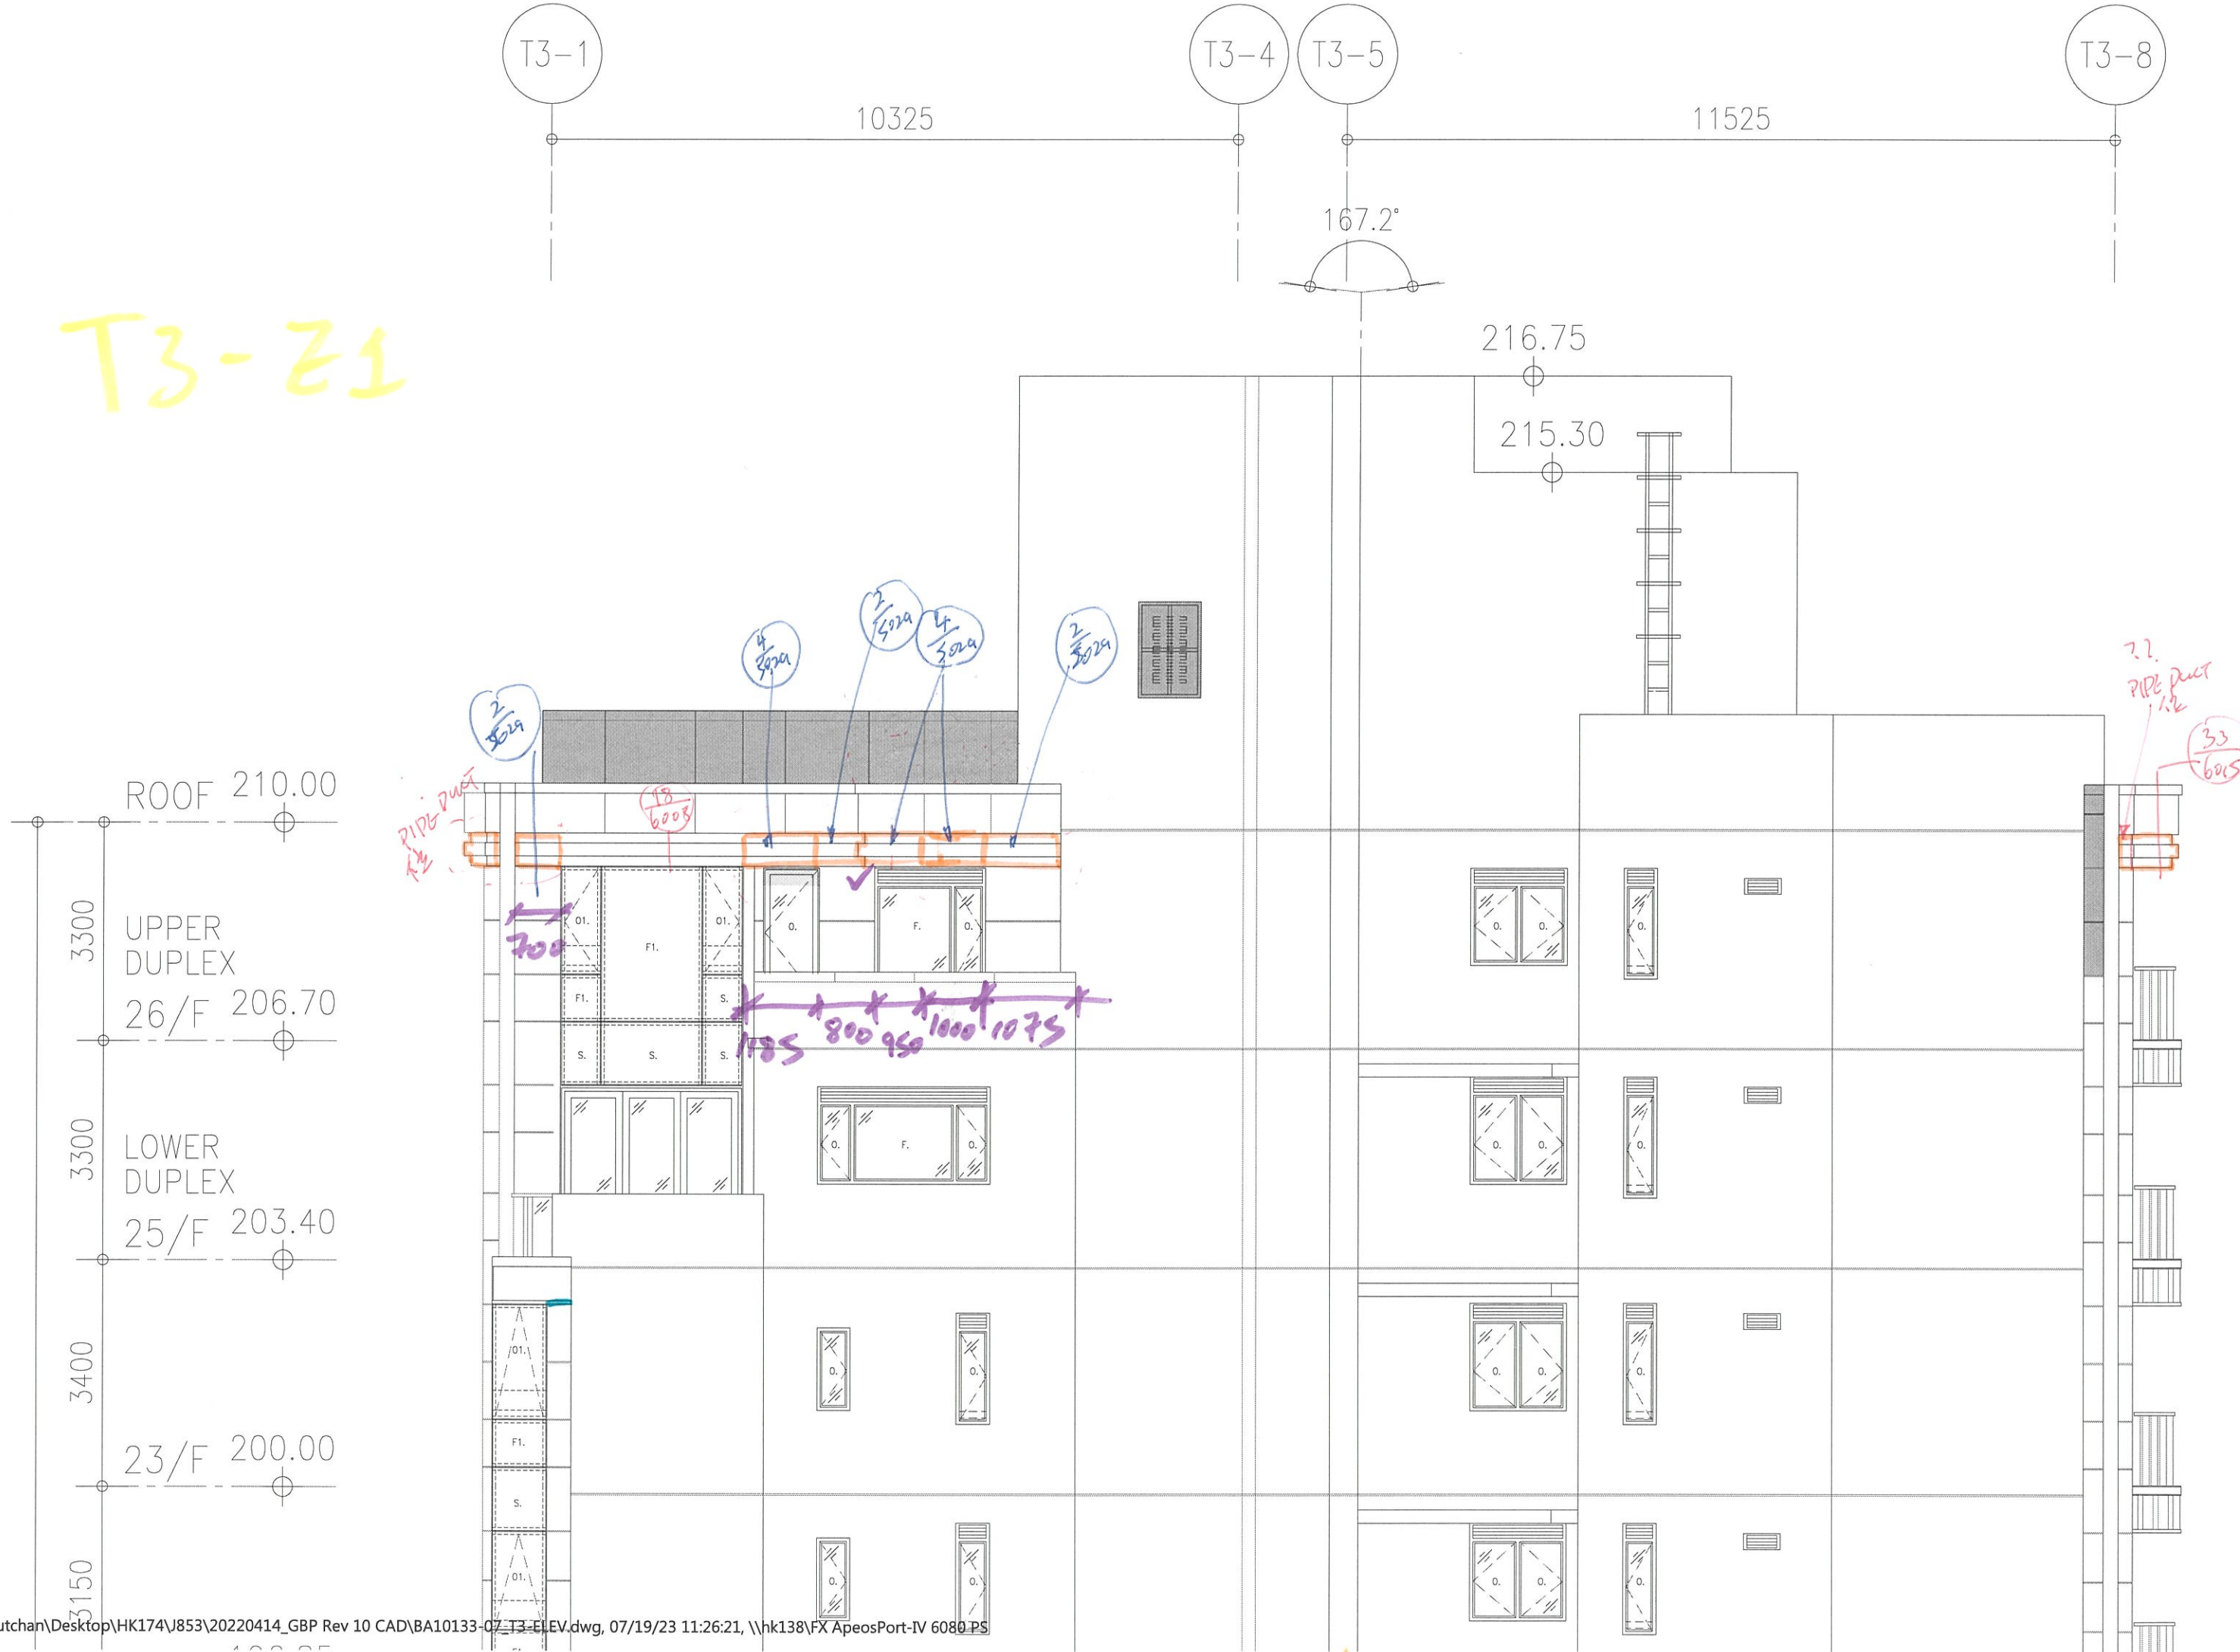 T3-1
T3-4
T3-5
T3-8
10325
11525
167.2°
T3-Z1
216.75
215.30
2
5029
4
5029
2
5029
4
5029
2
5029
??
PIPE DUCT
33
6015
PIPE DUCT
18
6008
ROOF 210.00
3300
UPPER
DUPLEX
26/F 206.70
3300
LOWER
DUPLEX
25/F 203.40
3400
23/F 200.00
3150
700
1185
800
950
1000
1075
O1.
F1.
O1.
F1.
S.
S.
S.
S.
O.
F.
O.
O.
O.
O.
O.
F.
O.
O.
O.
O.
O1.
O.
O.
O.
O.
O.
F1.
S.
O1.
O.
O.
O.
O.
O.
utchan\Desktop\HK174\J853\20220414_GBP Rev 10 CAD\BA10133-07_T3-ELEV.dwg, 07/19/23 11:26:21, \\hk138\FX ApeosPort-IV 6080 PS